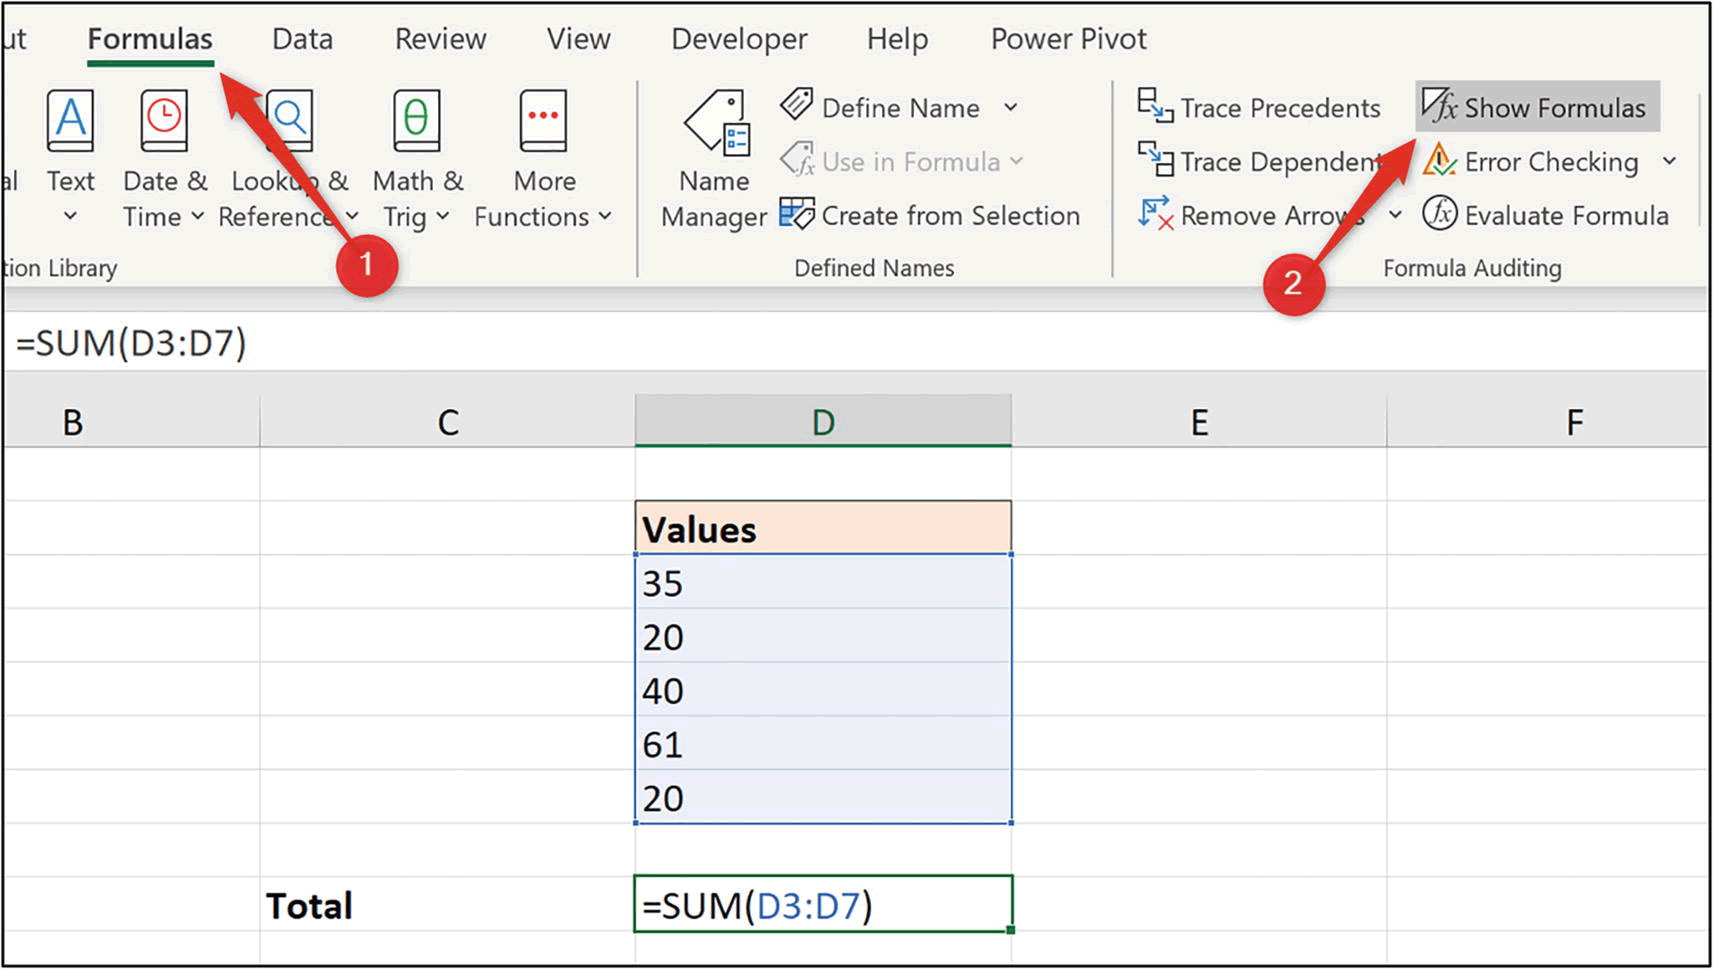 ut Formulas Data Review View Developer Help Power Pivot
Define Name
Trace Precedents
Show Formulas
al Text Date & Lookup & Math & More
Time Reference Trig Functions
Name
Manager
Use in Formula
Trace Dependent
Error Checking
Create from Selection
Remove Arrows
Evaluate Formula
tion Library
Defined Names
Formula Auditing
1
2
=SUM(D3:D7)
B C D E F
Values
35
20
40
61
20
Total =SUM(D3:D7)